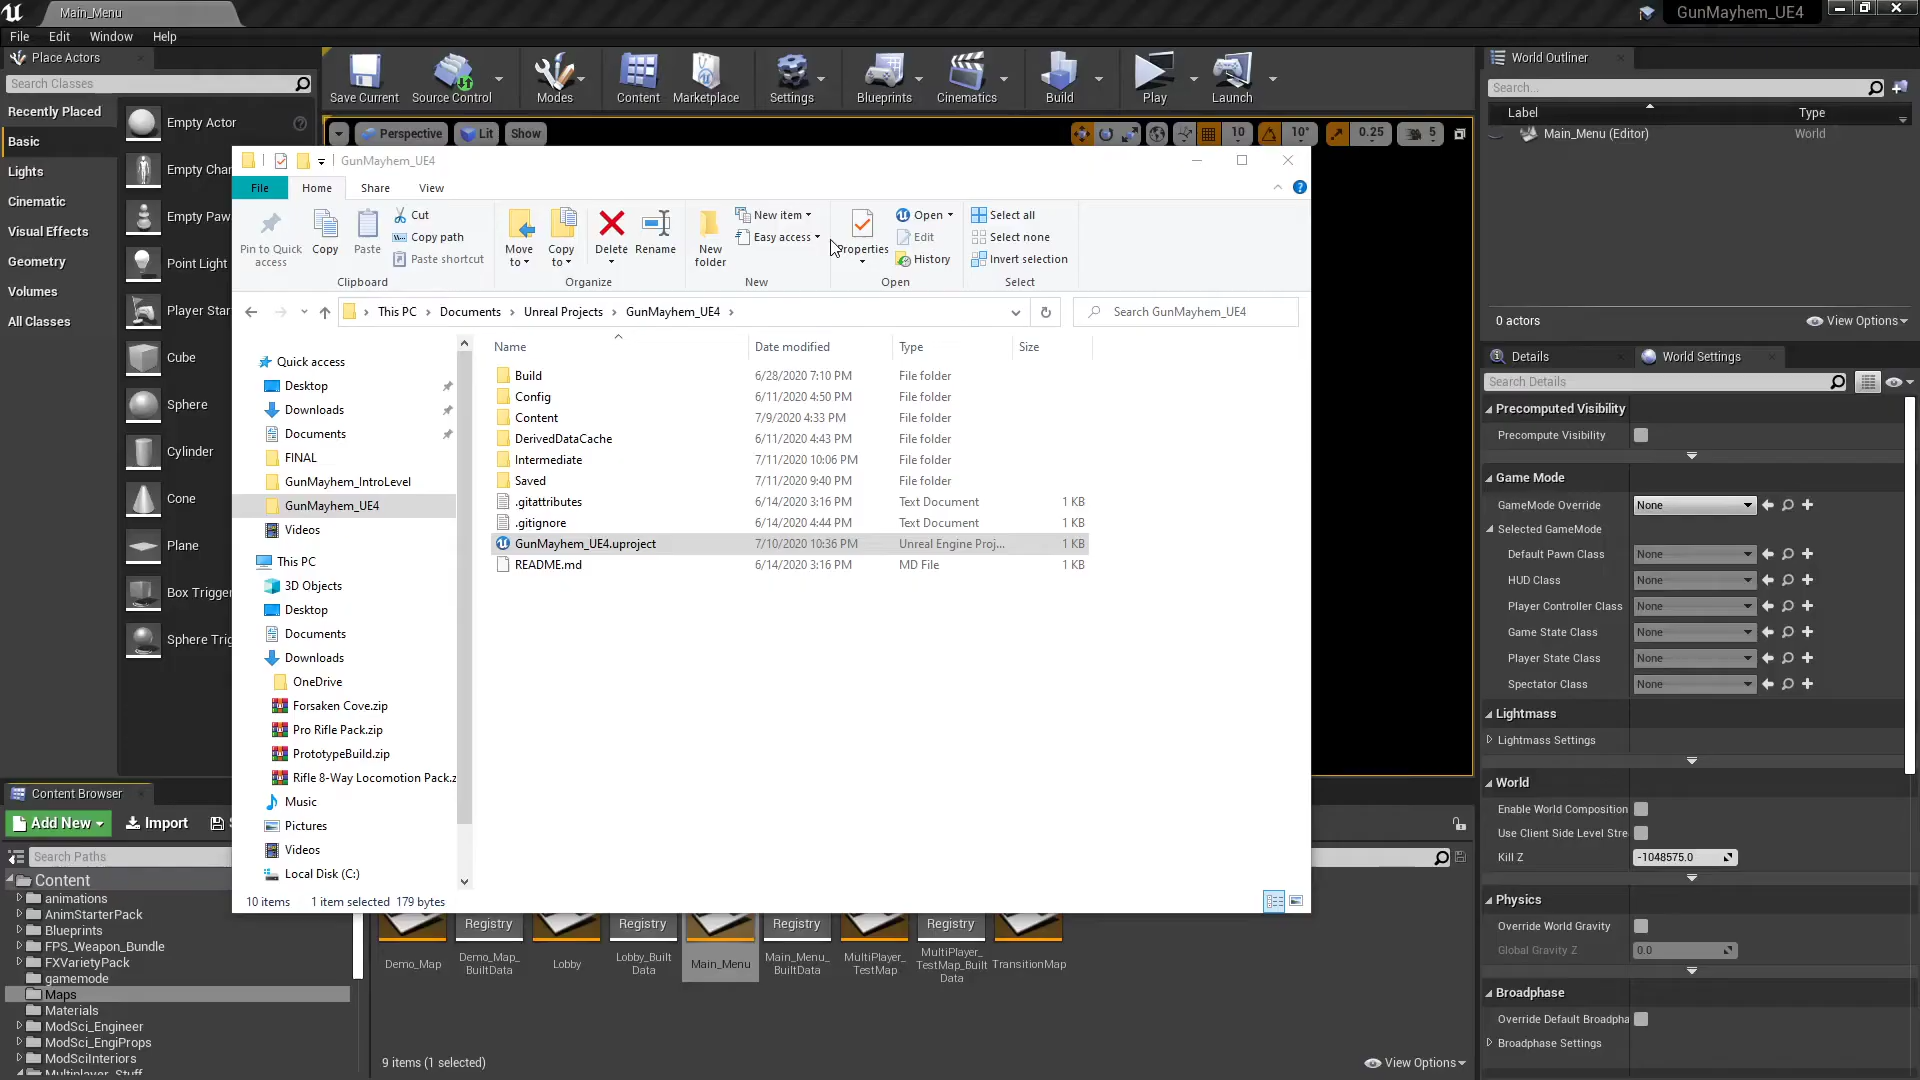 Main_Menu
GunMayhem_UE4
File Edit Window Help
Place Actors
Search Classes
Recently Placed
Basic
Lights
Cinematic
Visual Effects
Geometry
Volumes
All Classes
Empty Actor
Empty Char
Empty Paw
Point Light
Player Star
Cube
Sphere
Cylinder
Cone
Plane
Box Trigger
Sphere Trig
Save Current
Source Control
Modes
Content
Marketplace
Settings
Blueprints
Cinematics
Build
Play
Launch
Perspective Lit Show
10 10° 0.25 5
GunMayhem_UE4
File Home Share View
Pin to Quick access
Copy
Paste
Cut
Copy path
Paste shortcut
Clipboard
Move to
Copy to
Delete
Rename
Organize
New folder
New item
Easy access
New
Properties
Open
Edit
History
Open
Select all
Select none
Invert selection
Select
This PC Documents Unreal Projects GunMayhem_UE4
Search GunMayhem_UE4
Quick access
Desktop
Downloads
Documents
FINAL
GunMayhem_IntroLevel
GunMayhem_UE4
Videos
This PC
3D Objects
Desktop
Documents
Downloads
OneDrive
Forsaken Cove.zip
Pro Rifle Pack.zip
PrototypeBuild.zip
Rifle 8-Way Locomotion Pack.z
Music
Pictures
Videos
Local Disk (C:)
Name Date modified Type Size
Build 6/28/2020 7:10 PM File folder
Config 6/11/2020 4:50 PM File folder
Content 7/9/2020 4:33 PM File folder
DerivedDataCache 6/11/2020 4:43 PM File folder
Intermediate 7/11/2020 10:06 PM File folder
Saved 7/11/2020 9:40 PM File folder
.gitattributes 6/14/2020 3:16 PM Text Document 1 KB
.gitignore 6/14/2020 4:44 PM Text Document 1 KB
GunMayhem_UE4.uproject 7/10/2020 10:36 PM Unreal Engine Proj... 1 KB
README.md 6/14/2020 3:16 PM MD File 1 KB
10 items 1 item selected 179 bytes
World Outliner
Search...
Label Type
Main_Menu (Editor) World
0 actors
View Options
Details World Settings
Search Details
Precomputed Visibility
Precompute Visibility
Game Mode
GameMode Override None
Selected GameMode
Default Pawn Class None
HUD Class None
Player Controller Class None
Game State Class None
Player State Class None
Spectator Class None
Lightmass
Lightmass Settings
World
Enable World Composition
Use Client Side Level Stre
Kill Z -1048575.0
Physics
Override World Gravity
Global Gravity Z 0.0
Broadphase
Override Default Broadpha
Broadphase Settings
Content Browser
Add New Import S
Search Paths
Content
animations
AnimStarterPack
Blueprints
FPS_Weapon_Bundle
FXVarietyPack
gamemode
Maps
Materials
ModSci_Engineer
ModSci_EngiProps
ModSciInteriors
Multiplayer_Stuff
Registry Registry Registry Registry
Demo_Map
Demo_Map_
BuiltData
Lobby
Lobby_Built
Data
Main_Menu
Main_Menu_
BuiltData
MultiPlayer_
TestMap
MultiPlayer_
TestMap_Built
Data
TransitionMap
9 items (1 selected)
View Options